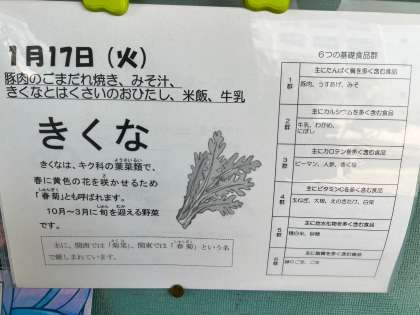 1月17日（火）
豚肉のごまだれ焼き、みそ汁、
きくなとはくさいのおひたし、米飯、牛乳
きくな
きくなは、キク科の葉菜類で、
春に黄色の花を咲かせるため
「春菊」とも呼ばれます。
10月～3月に旬を迎える野菜
です。
主に、関西では「菊菜」、関東では「春菊」という名
で親しまれています。
6つの基礎食品群
1群
主にたんぱく質を多く含む食品
豚肉、うすあげ、みそ
2群
主にカルシウムを多く含む食品
牛乳、わかめ、
にぼし
3群
主にカロテンを多く含む食品
ピーマン、人参、きくな
4群
主にビタミンCを多く含む食品
玉ねぎ、大根、えのきたけ、白菜
5群
主に炭水化物を多く含む食品
精白米、砂糖
6
主に脂質を多く含む食品